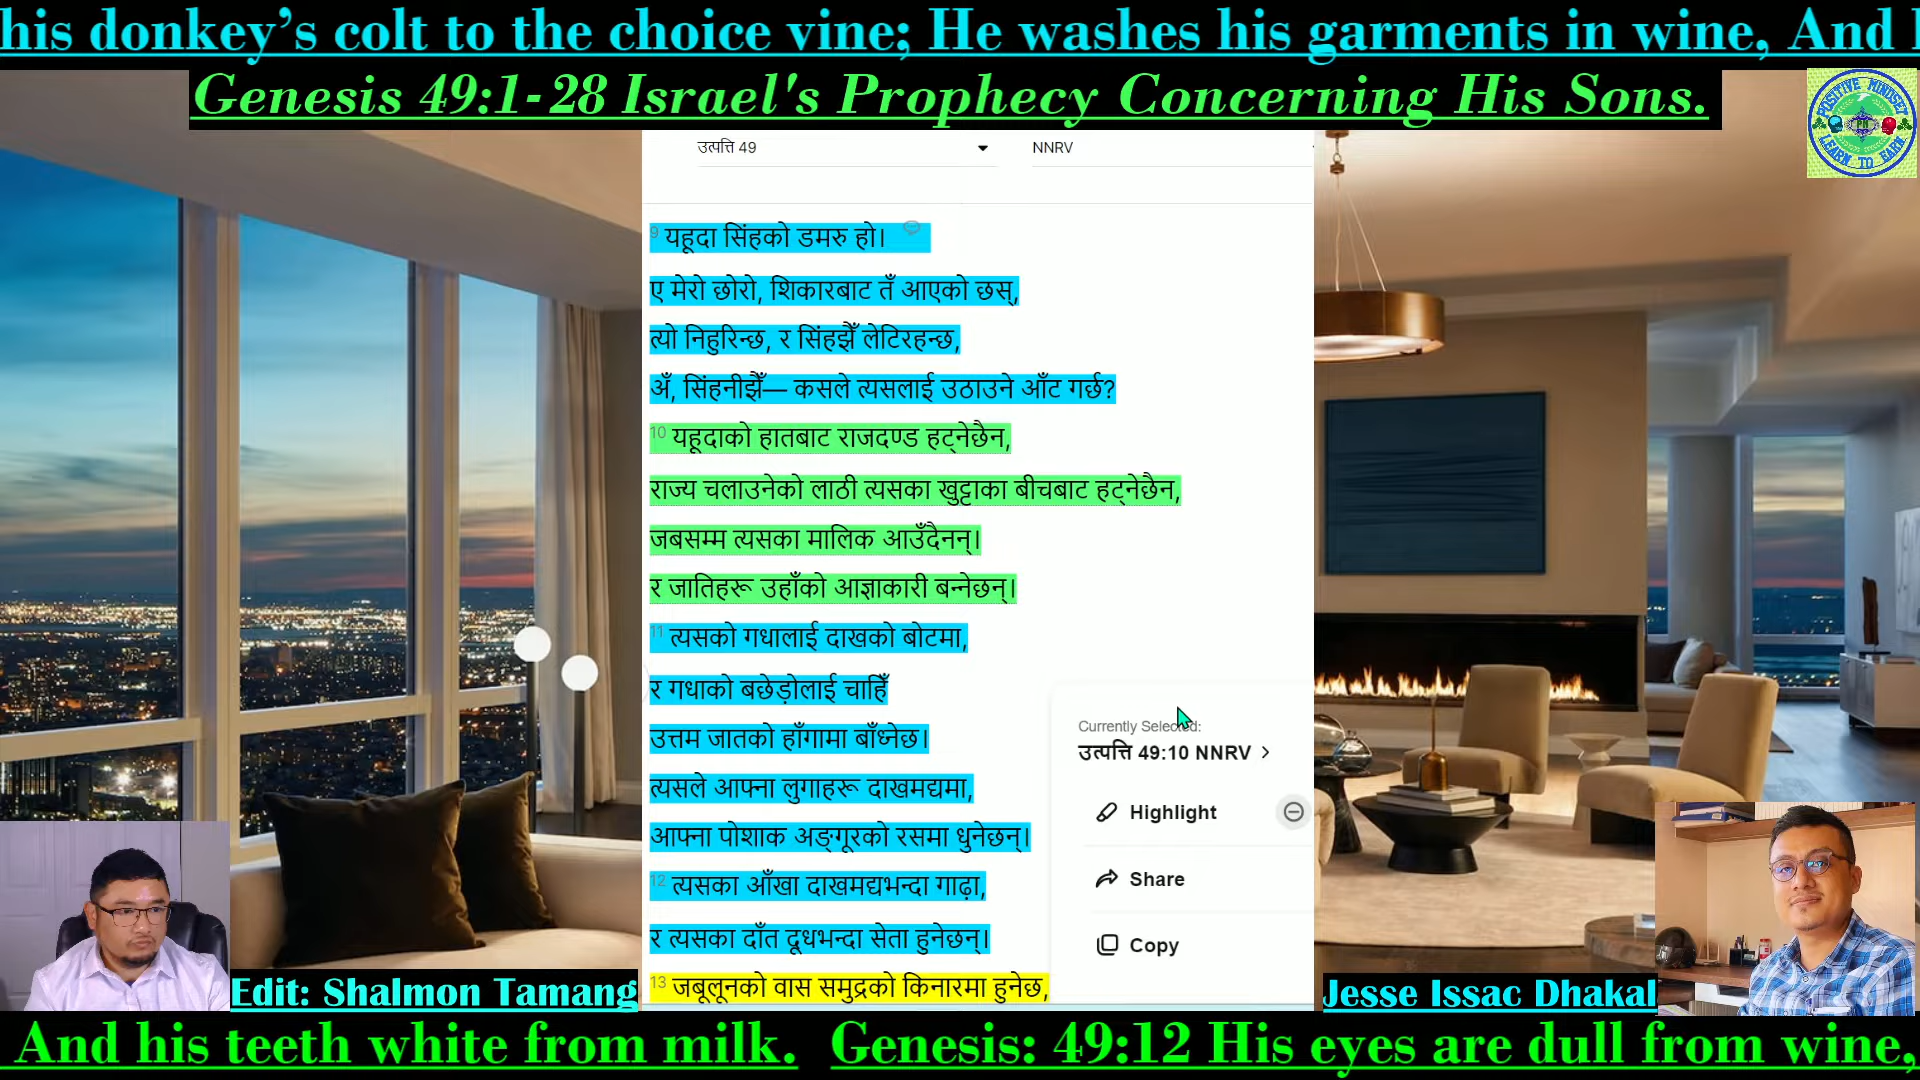 his donkey’s colt to the choice vine; He washes his garments in wine, And
Genesis 49:1-28 Israel's Prophecy Concerning His Sons.
POSITIVE MINDSET
LEARN TO EARN
उत्पत्ति 49
NNRV
9 यहूदा सिंहको डमरु हो।
ए मेरो छोरो, शिकारबाट तँ आएको छस्,
त्यो निहुरिन्छ, र सिंहझैँ लेटिरहन्छ,
अँ, सिंहनीझैँ— कसले त्यसलाई उठाउने आँट गर्छ?
10 यहूदाको हातबाट राजदण्ड हट्नेछैन,
राज्य चलाउनेको लाठी त्यसका खुट्टाका बीचबाट हट्नेछैन,
जबसम्म त्यसका मालिक आउँदैनन्।
र जातिहरू उहाँको आज्ञाकारी बन्नेछन्।
11 त्यसको गधालाई दाखको बोटमा,
र गधाको बछेड़ोलाई चाहिँ
उत्तम जातको हाँगामा बाँध्नेछ।
त्यसले आफ्ना लुगाहरू दाखमद्यमा,
आफ्ना पोशाक अङ्गूरको रसमा धुनेछन्।
12 त्यसका आँखा दाखमद्यभन्दा गाढ़ा,
र त्यसका दाँत दूधभन्दा सेता हुनेछन्।
13 जबूलूनको वास समुद्रको किनारमा हुनेछ,
Currently Selected:
उत्पत्ति 49:10 NNRV
Highlight
Share
Copy
Edit: Shalmon Tamang
Jesse Issac Dhakal
And his teeth white from milk. Genesis: 49:12 His eyes are dull from wine,